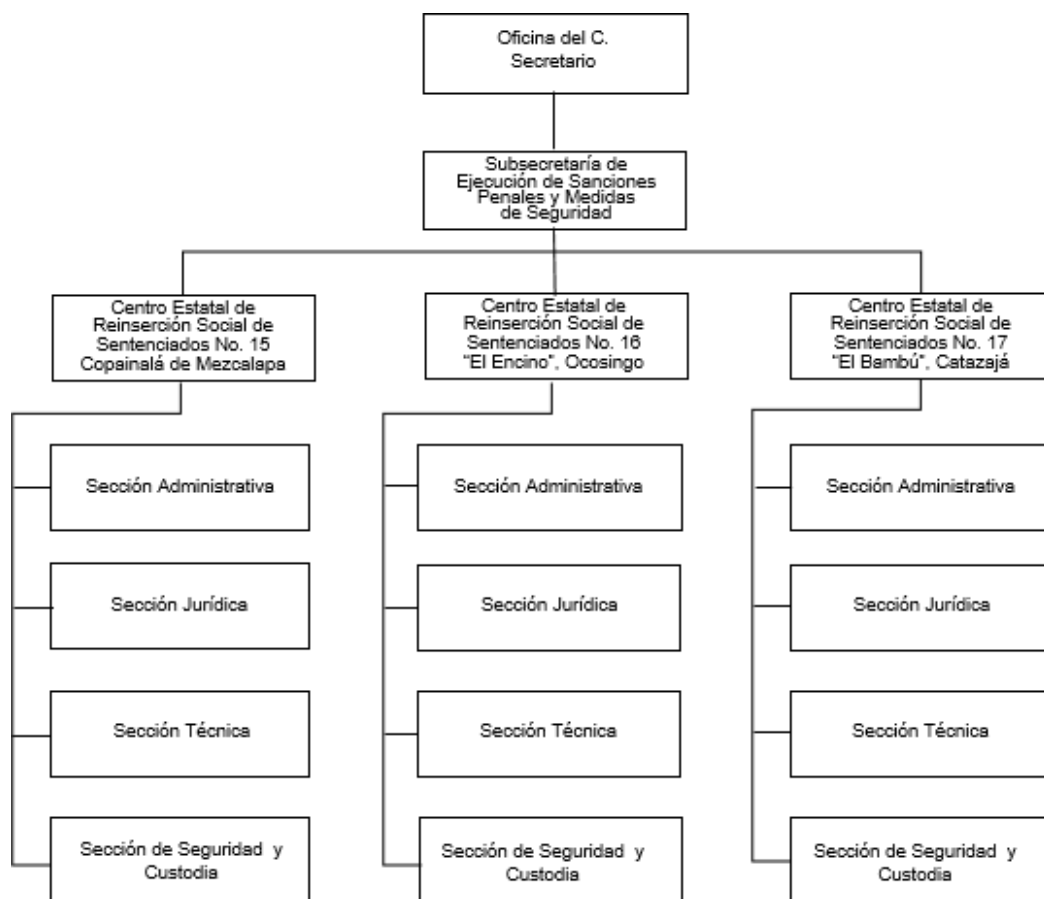 Oficina del C.
Secretario
Subsecretaría de
Ejecución de Sanciones
Penales y Medidas
de Seguridad
Centro Estatal de
Reinserción Social de
Sentenciados No. 15
Copainalá de Mezcalapa
Centro Estatal de
Reinserción Social de
Sentenciados No. 16
"El Encino", Ocosingo
Centro Estatal de
Reinserción Social de
Sentenciados No. 17
"El Bambú", Catazajá
Sección Administrativa
Sección Administrativa
Sección Administrativa
Sección Jurídica
Sección Jurídica
Sección Jurídica
Sección Técnica
Sección Técnica
Sección Técnica
Sección de Seguridad y
Custodia
Sección de Seguridad y
Custodia
Sección de Seguridad y
Custodia